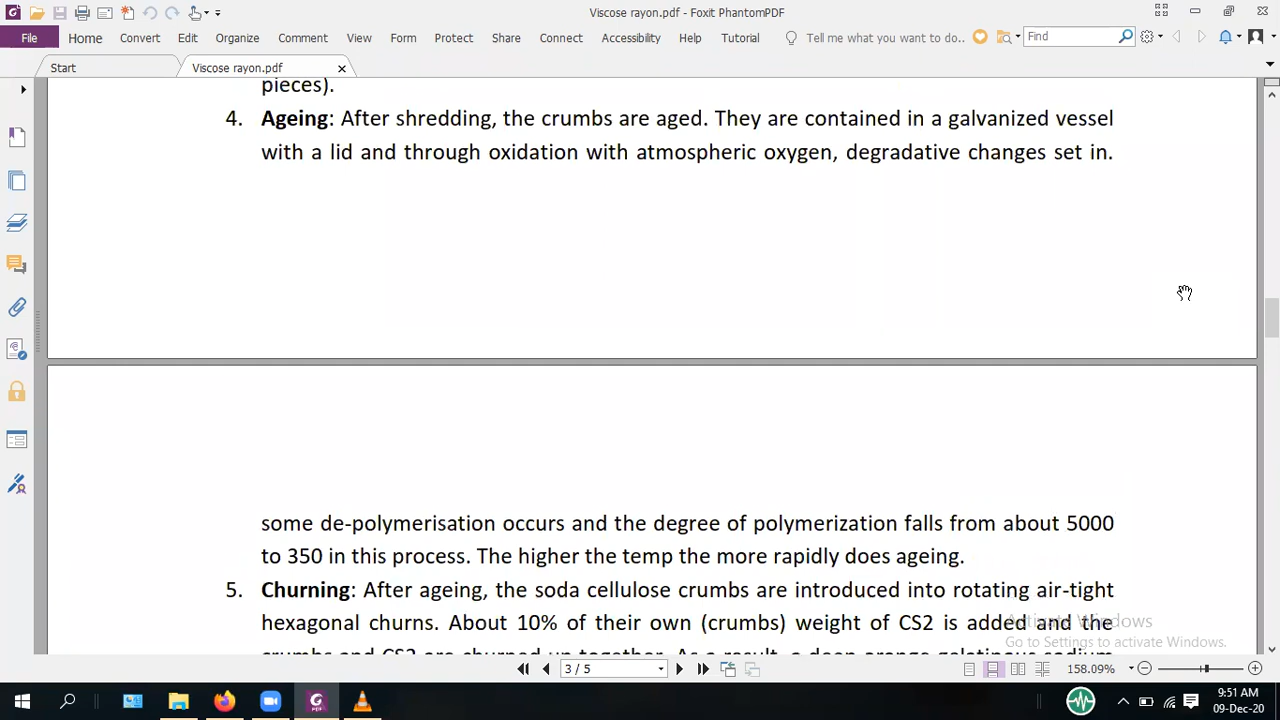 Viscose rayon.pdf - Foxit PhantomPDF
File Home Convert Edit Organize Comment View Form Protect Share Connect Accessibility Help Tutorial Tell me what you want to do.. Find
Start Viscose rayon.pdf
pieces).
4. Ageing: After shredding, the crumbs are aged. They are contained in a galvanized vessel
with a lid and through oxidation with atmospheric oxygen, degradative changes set in.
some de-polymerisation occurs and the degree of polymerization falls from about 5000
to 350 in this process. The higher the temp the more rapidly does ageing.
5. Churning: After ageing, the soda cellulose crumbs are introduced into rotating air-tight
hexagonal churns. About 10% of their own (crumbs) weight of CS2 is added and the
crumbs and CS2 are churned up together. As a result, a deep orange gelatinous sodium
Activate Windows
Go to Settings to activate Windows.
3 / 5 158.09%
9:51 AM
09-Dec-20